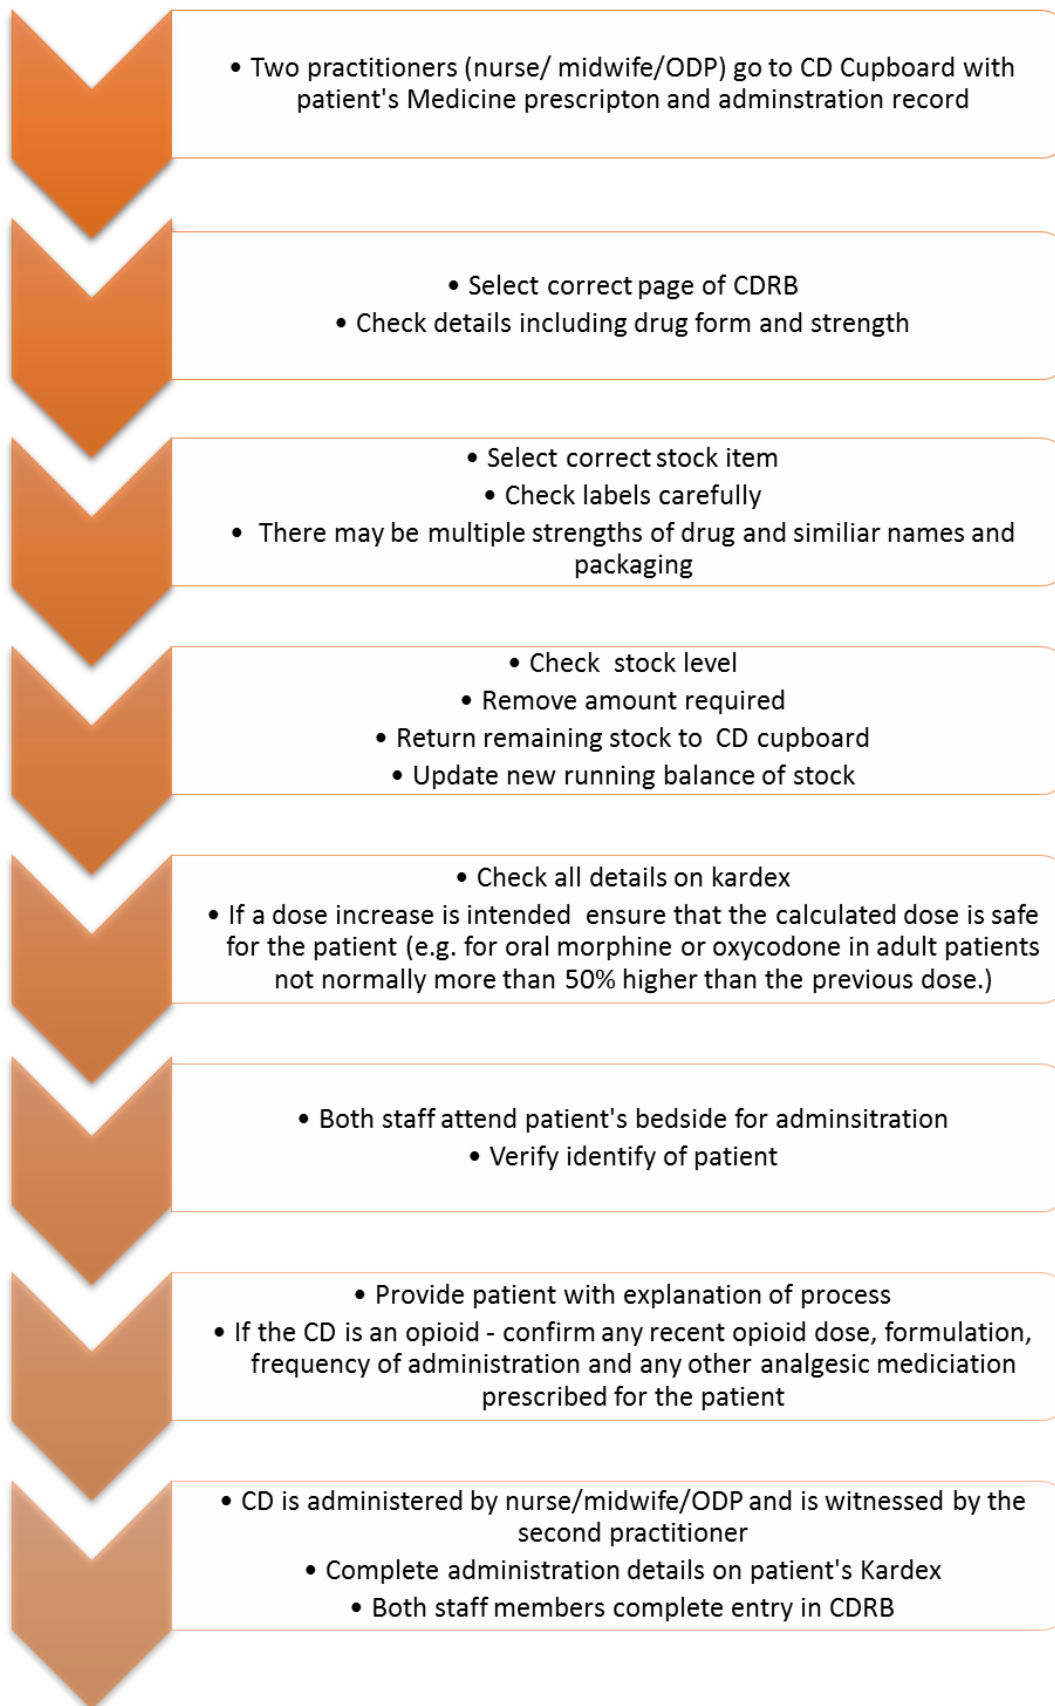 • Two practitioners (nurse/ midwife/ODP) go to CD Cupboard with
patient's Medicine prescripton and adminstration record
• Select correct page of CDRB
• Check details including drug form and strength
• Select correct stock item
• Check labels carefully
• There may be multiple strengths of drug and similiar names and
packaging
• Check stock level
• Remove amount required
• Return remaining stock to CD cupboard
• Update new running balance of stock
• Check all details on kardex
• If a dose increase is intended ensure that the calculated dose is safe
for the patient (e.g. for oral morphine or oxycodone in adult patients
not normally more than 50% higher than the previous dose.)
• Both staff attend patient's bedside for adminsitration
• Verify identify of patient
• Provide patient with explanation of process
• If the CD is an opioid - confirm any recent opioid dose, formulation,
frequency of administration and any other analgesic mediciation
prescribed for the patient
• CD is administered by nurse/midwife/ODP and is witnessed by the
second practitioner
• Complete administration details on patient's Kardex
• Both staff members complete entry in CDRB